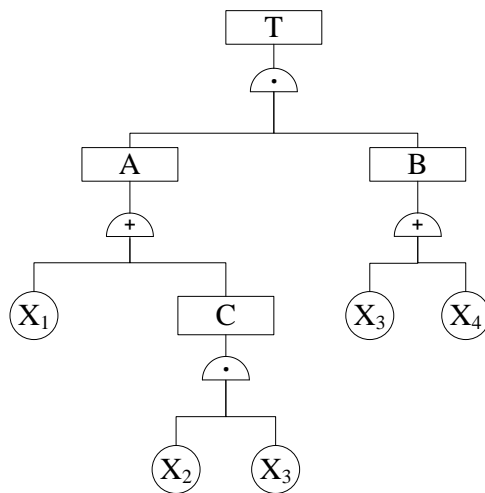 T
·
A B
+ +
X₁ C X₃ X₄
·
X₂ X₃